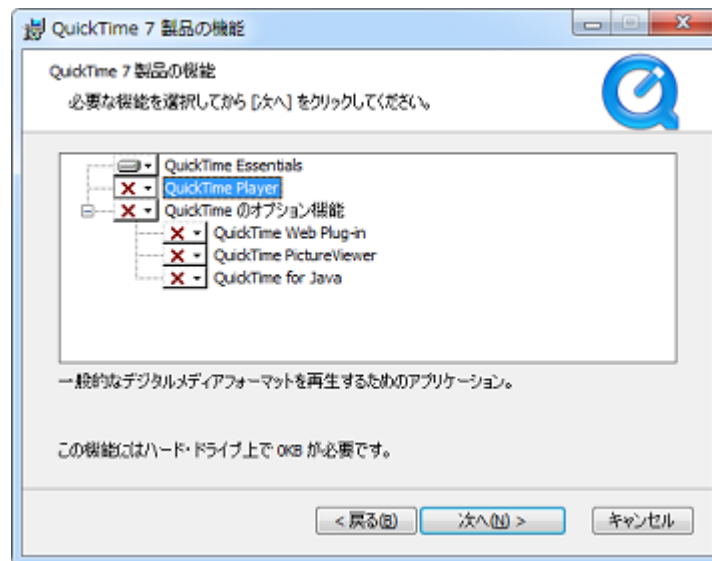 QuickTime 7 製品の機能
QuickTime 7 製品の機能
必要な機能を選択してから [次へ] をクリックしてください。
QuickTime Essentials
QuickTime Player
QuickTime のオプション機能
QuickTime Web Plug-in
QuickTime PictureViewer
QuickTime for Java
一般的なデジタルメディアフォーマットを再生するためのアプリケーション。
この機能にはハード・ドライブ上で 0KB が必要です。
< 戻る(B) 次へ(N) > キャンセル